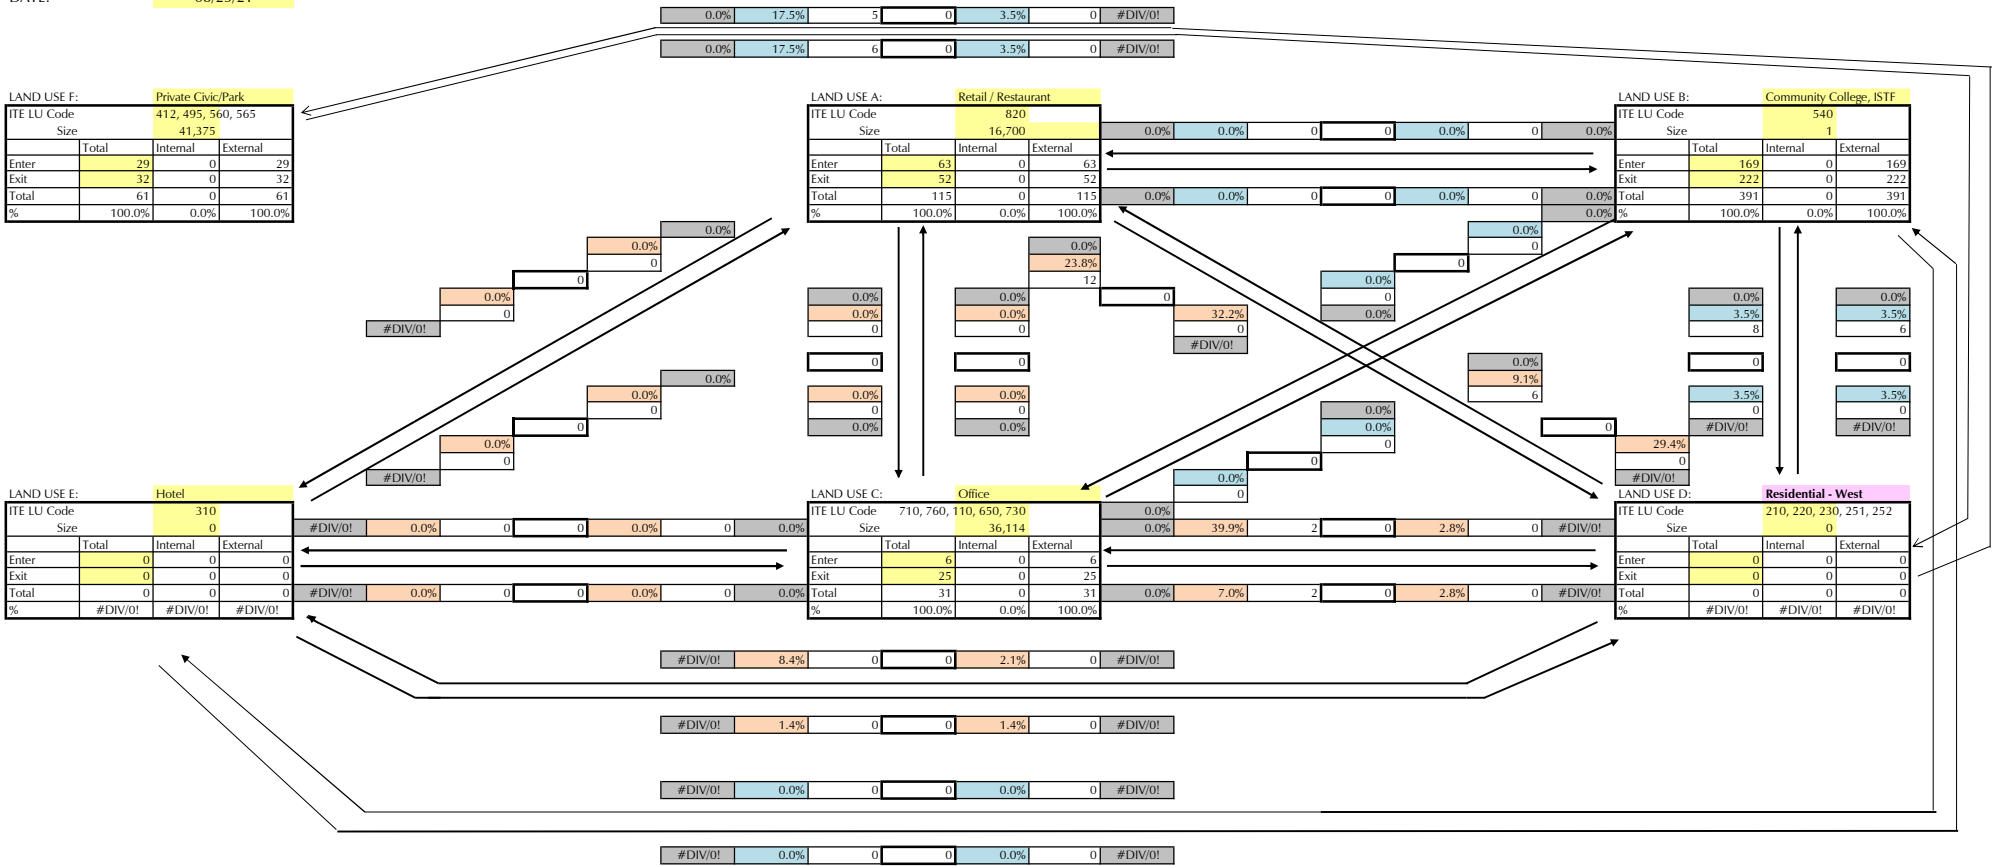 0.0% 17.5% 5 0 3.5% 0 #DIV/0!
0.0% 17.5% 6 0 3.5% 0 #DIV/0!
LAND USE F: Private Civic/Park
ITE LU Code 412, 495, 560, 565
Size 41,375
Total Internal External
Enter 29 0 29
Exit 32 0 32
Total 61 0 61
% 100.0% 0.0% 100.0%
LAND USE A: Retail / Restaurant
ITE LU Code 820
Size 16,700
Total Internal External
Enter 63 0 63
Exit 52 0 52
Total 115 0 115
% 100.0% 0.0% 100.0%
0.0% 0.0% 0 0 0.0% 0 0.0%
0.0% 0.0% 0 0 0.0% 0 0.0%
0.0%
LAND USE B: Community College, ISTF
ITE LU Code 540
Size 1
Total Internal External
Enter 169 0 169
Exit 222 0 222
Total 391 0 391
% 100.0% 0.0% 100.0%
0.0%
0.0%
0
0
0.0%
0
#DIV/0!
0.0%
0.0%
0
0
0.0%
0
#DIV/0!
0.0%
0.0%
0
0
0.0%
0
0.0%
0.0%
0.0%
0
0
0.0%
0
0.0%
0.0%
23.8%
12
0
32.2%
0
#DIV/0!
0.0%
0
0
0.0%
0
0.0%
0.0%
0.0%
0
0
0.0%
0
0.0%
0.0%
9.1%
6
0
29.4%
0
#DIV/0!
0.0%
3.5%
8
0
3.5%
0
#DIV/0!
0.0%
3.5%
6
0
3.5%
0
#DIV/0!
LAND USE E: Hotel
ITE LU Code 310
Size 0
Total Internal External
Enter 0 0 0
Exit 0 0 0
Total 0 0 0
% #DIV/0! #DIV/0! #DIV/0!
#DIV/0! 0.0% 0 0 0.0% 0 0.0%
#DIV/0! 0.0% 0 0 0.0% 0 0.0%
LAND USE C: Office
ITE LU Code 710, 760, 110, 650, 730
Size 36,114
Total Internal External
Enter 6 0 6
Exit 25 0 25
Total 31 0 31
% 100.0% 0.0% 100.0%
0.0% 39.9% 2 0 2.8% 0 #DIV/0!
0.0% 7.0% 2 0 2.8% 0 #DIV/0!
LAND USE D: Residential - West
ITE LU Code 210, 220, 230, 251, 252
Size 0
Total Internal External
Enter 0 0 0
Exit 0 0 0
Total 0 0 0
% #DIV/0! #DIV/0! #DIV/0!
#DIV/0! 8.4% 0 0 2.1% 0 #DIV/0!
#DIV/0! 1.4% 0 0 1.4% 0 #DIV/0!
#DIV/0! 0.0% 0 0 0.0% 0 #DIV/0!
#DIV/0! 0.0% 0 0 0.0% 0 #DIV/0!